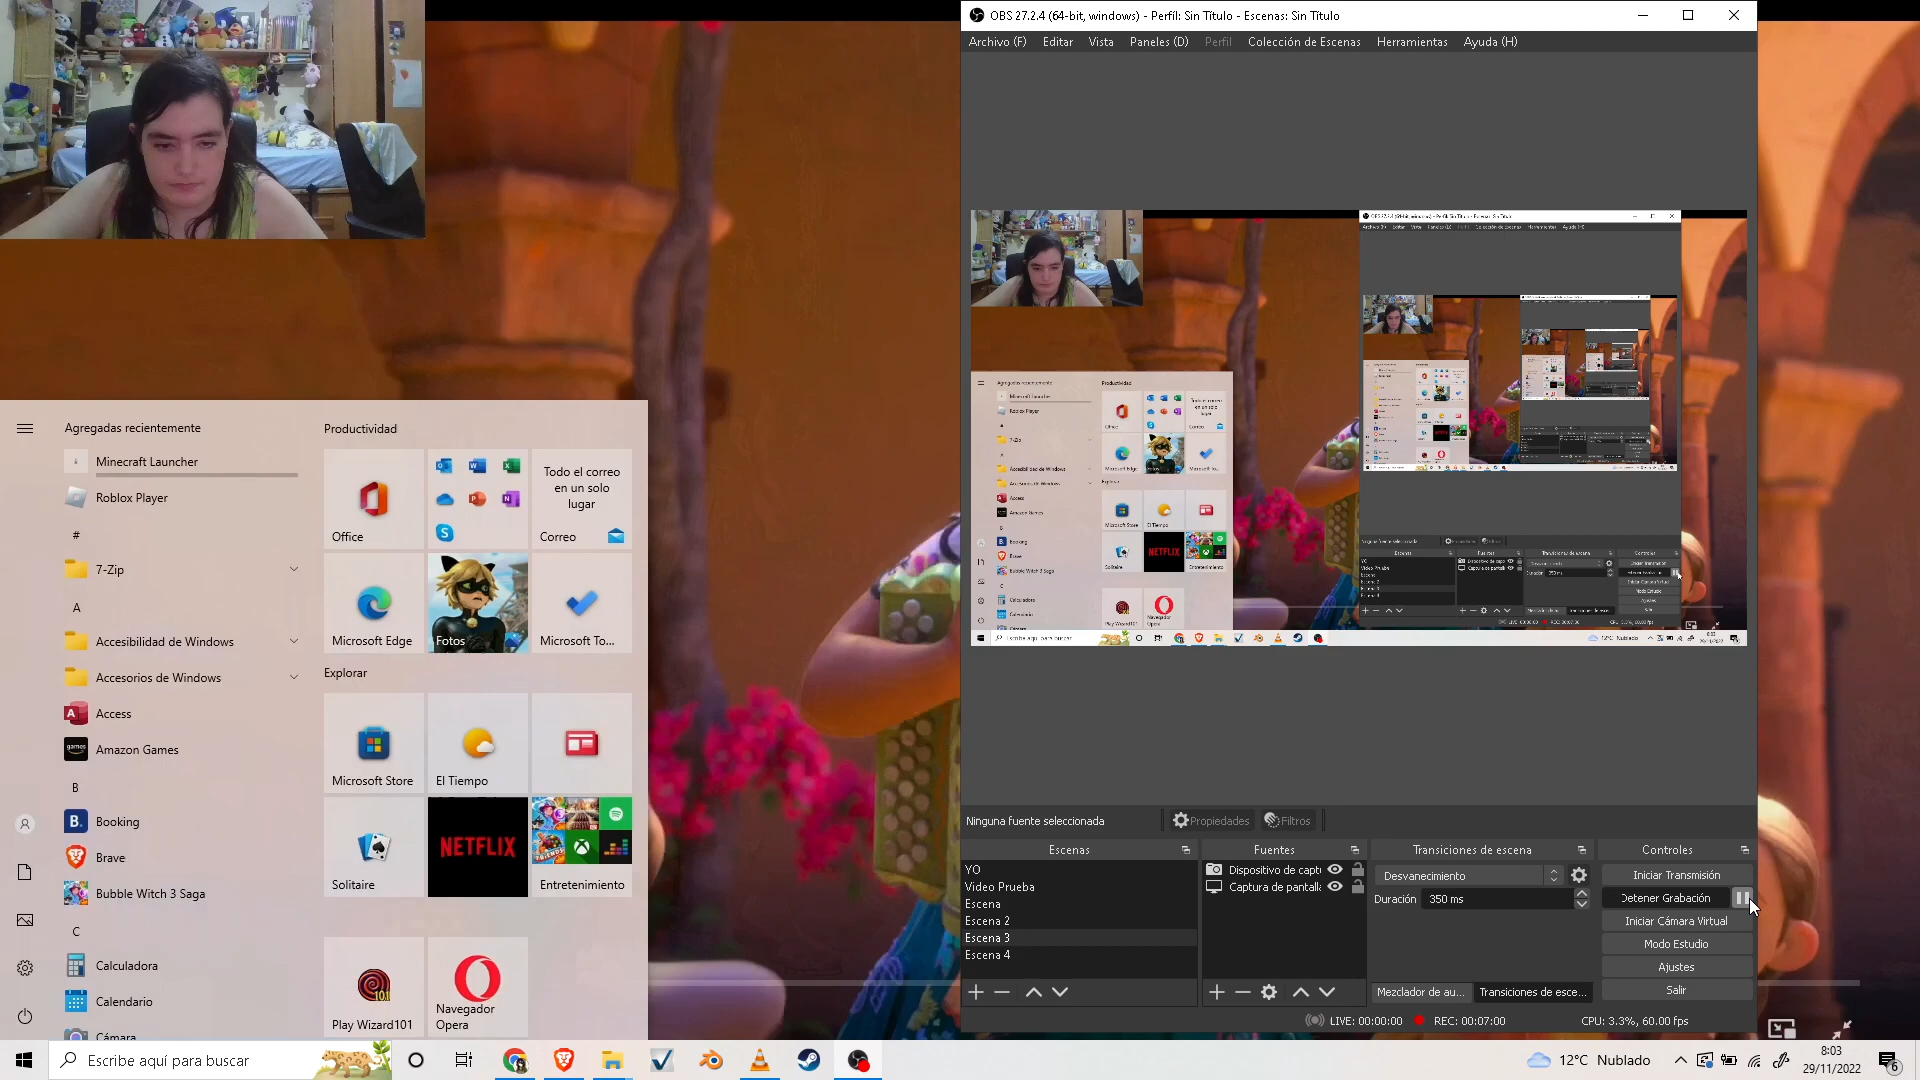 OBS 27.2.4 (64-bit, windows) - Perfil: Sin Título - Escenas: Sin Título
Archivo (F) Editar Vista Paneles (D) Perfil Colección de Escenas Herramientas Ayuda (H)
Agregadas recientemente
Minecraft Launcher
Roblox Player
#
7-Zip
A
Accesibilidad de Windows
Accesorios de Windows
Access
Amazon Games
B
Booking
Brave
Bubble Witch 3 Saga
C
Calculadora
Calendario
Cámara
Productividad
Office
Todo el correo
en un solo
lugar
Correo
Microsoft Edge
Fotos
Microsoft To...
Explorar
Microsoft Store
El Tiempo
Solitaire
NETFLIX
Entretenimiento
Play Wizard101
Navegador
Opera
Ninguna fuente seleccionada
Propiedades
Filtros
Escenas
YO
Video Prueba
Escena
Escena 2
Escena 3
Escena 4
Fuentes
Dispositivo de capt
Captura de pantall
Transiciones de escena
Desvanecimiento
Duración 350 ms
Mezclador de au...
Transiciones de esce...
Controles
Iniciar Transmisión
Detener Grabación
Iniciar Cámara Virtual
Modo Estudio
Ajustes
Salir
LIVE: 00:00:00
REC: 00:07:00
CPU: 3.3%, 60.00 fps
Escribe aquí para buscar
12°C Nublado
8:03
29/11/2022
6